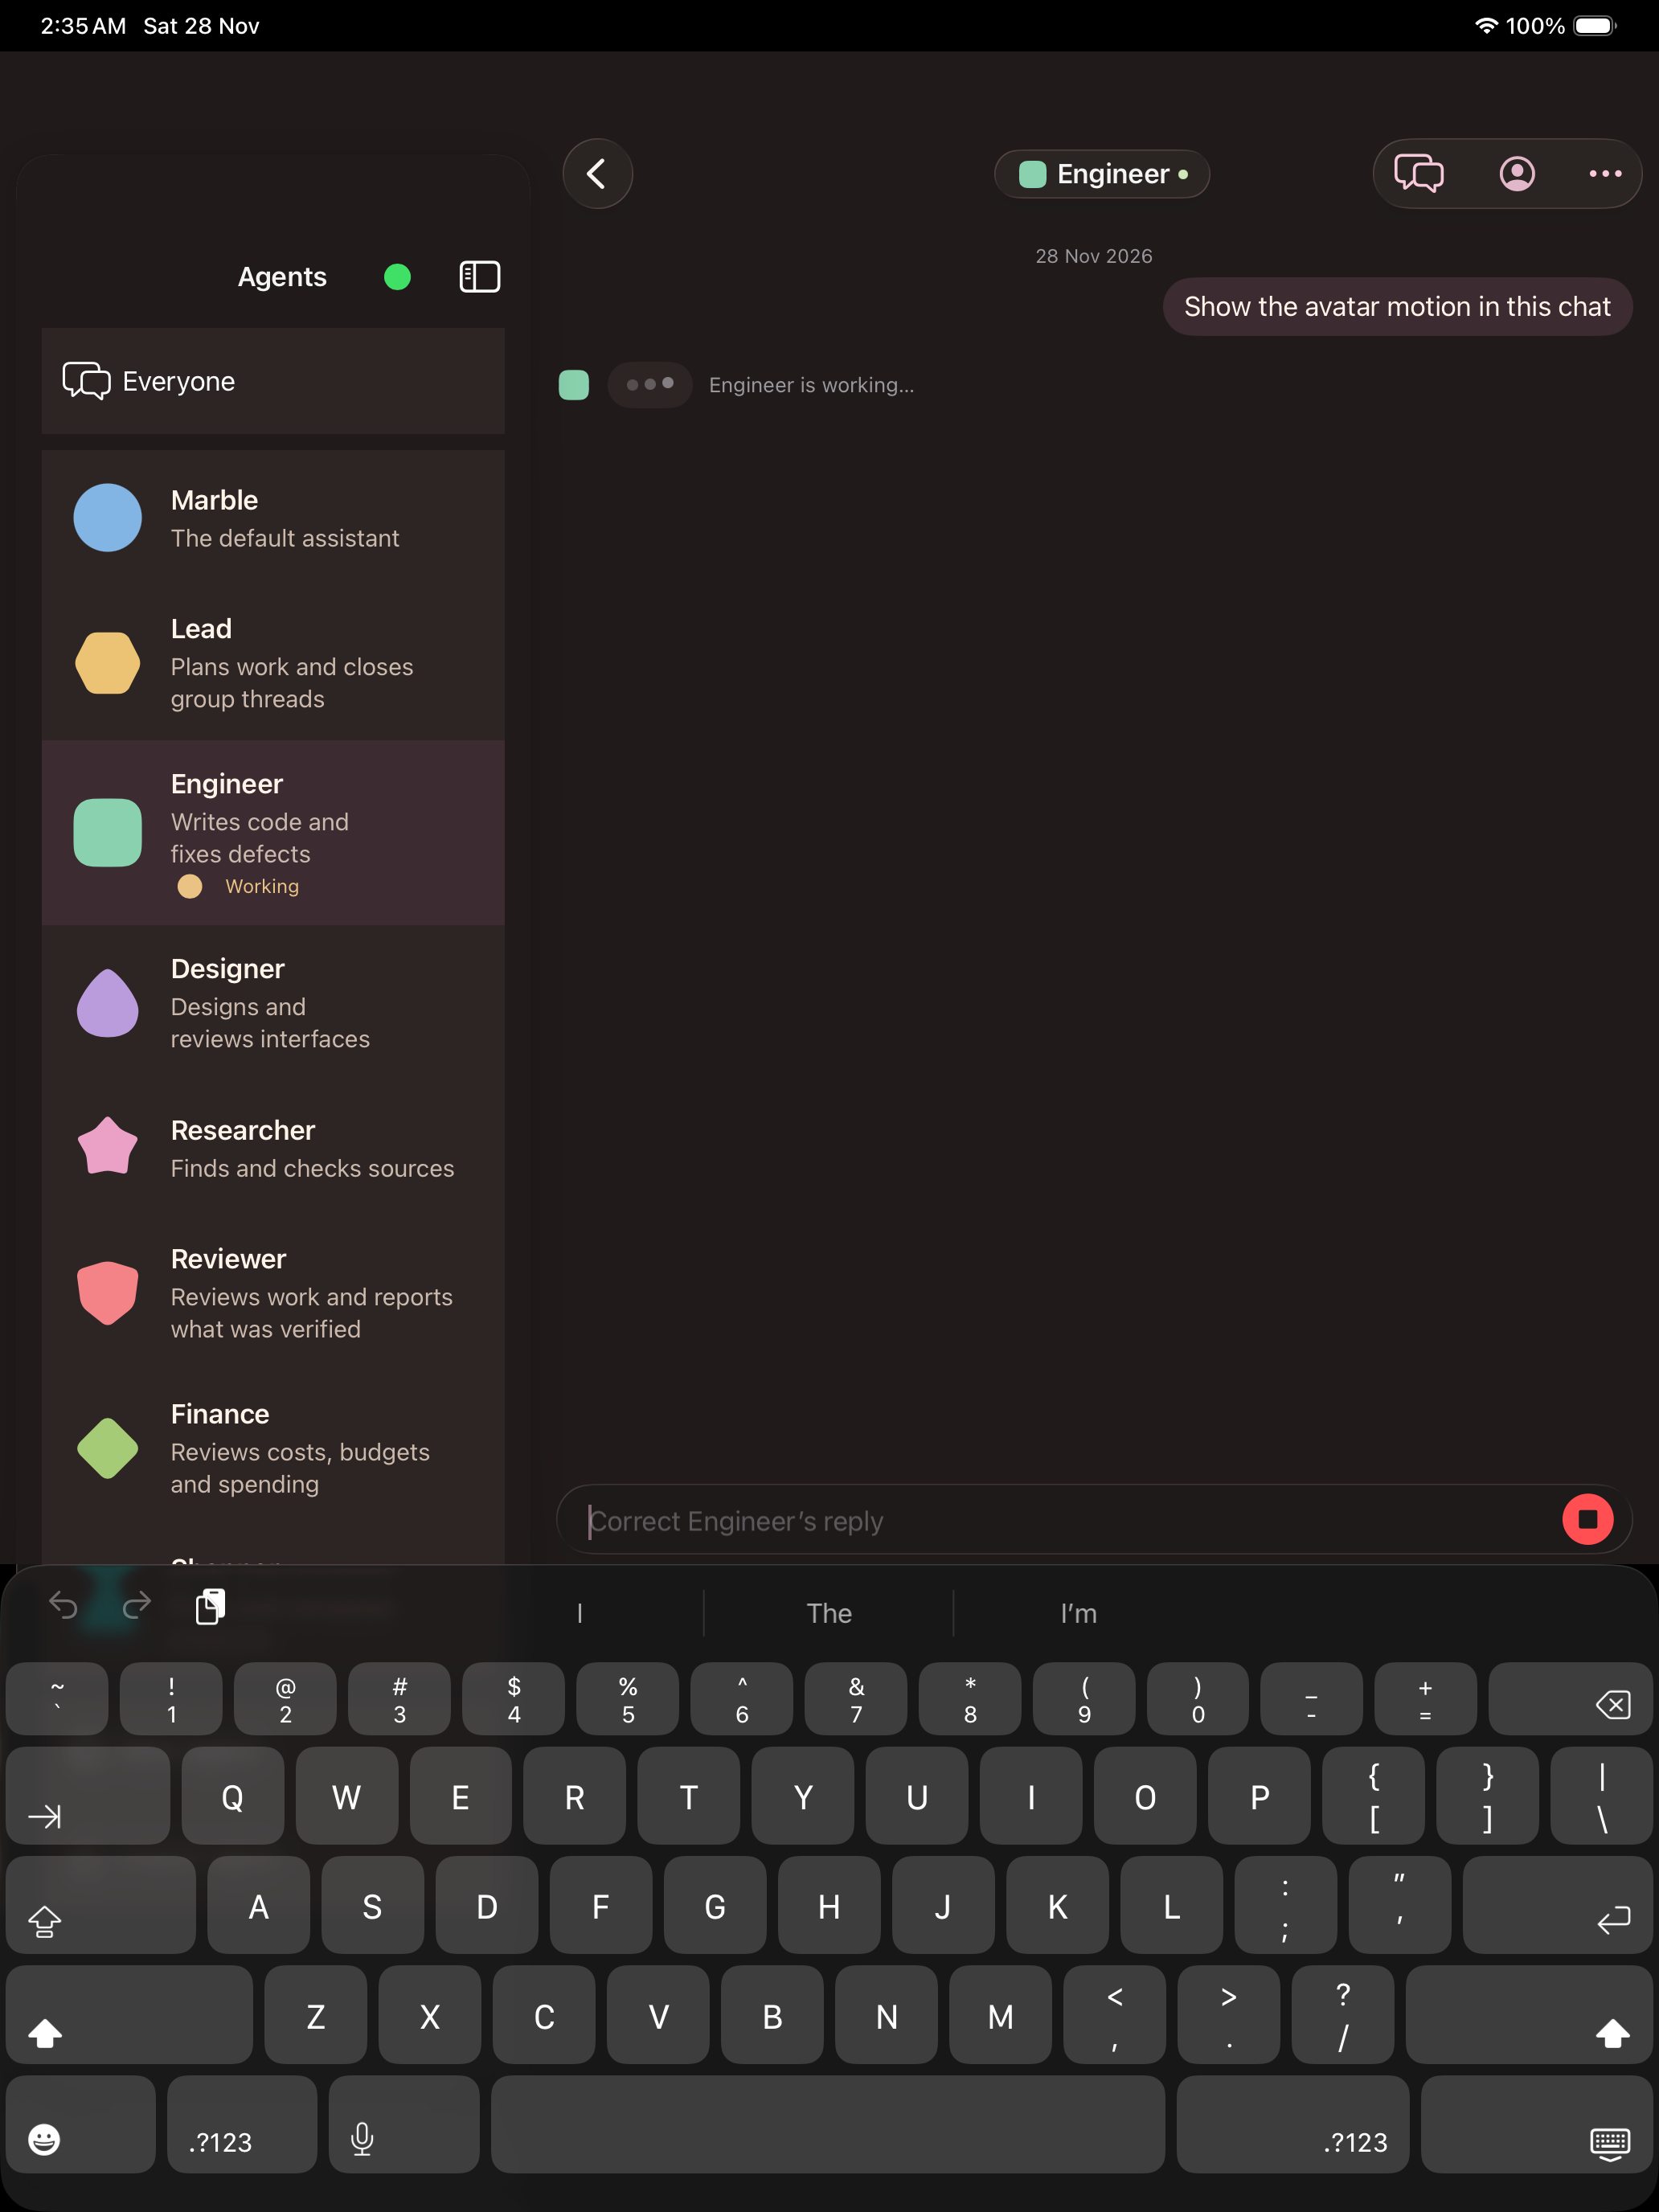 2:35 AM Sat 28 Nov
100%
Engineer
Agents
28 Nov 2026
Show the avatar motion in this chat
Engineer is working...
Everyone
Marble
The default assistant
Lead
Plans work and closes
group threads
Engineer
Writes code and
fixes defects
Working
Designer
Designs and
reviews interfaces
Researcher
Finds and checks sources
Reviewer
Reviews work and reports
what was verified
Finance
Reviews costs, budgets
and spending
Correct Engineer's reply
I The I'm
~ ! @ # $ % ^ & * ( ) _ +
` 1 2 3 4 5 6 7 8 9 0 - =
Q W E R T Y U I O P { } |
[ ] \
A S D F G H J K L : "
; '
Z X C V B N M < > ?
, . /
.?123 .?123